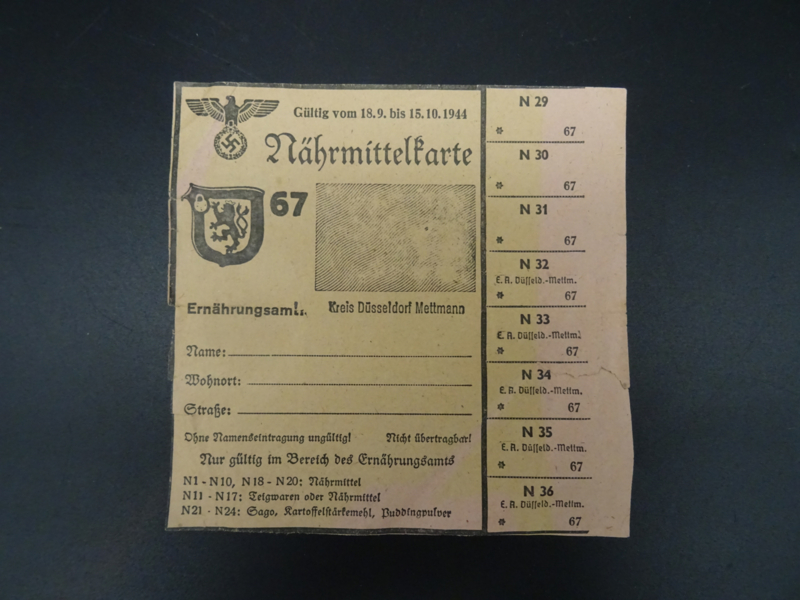 Gültig vom 18.9. bis 15.10.1944
Nährmittelkarte
67
Ernährungsamt.
Kreis Düsseldorf Mettmann
Name:
Wohnort:
Straße:
Ohne Namenseintragung ungültig! Nicht übertragbar!
Nur gültig im Bereich des Ernährungsamts
N1 - N10, N18 - N20: Nährmittel
N11 - N17: Teigwaren oder Nährmittel
N21 - N24: Sago, Kartoffelstärkemehl, Puddingpulver
N 29
* 67
N 30
* 67
N 31
* 67
N 32
E. A. Düsseld.-Mettm.
* 67
N 33
E. A. Düsseld.-Mettm.
* 67
N 34
E. A. Düsseld.-Mettm.
* 67
N 35
E. A. Düsseld.-Mettm.
* 67
N 36
E. A. Düsseld.-Mettm.
* 67